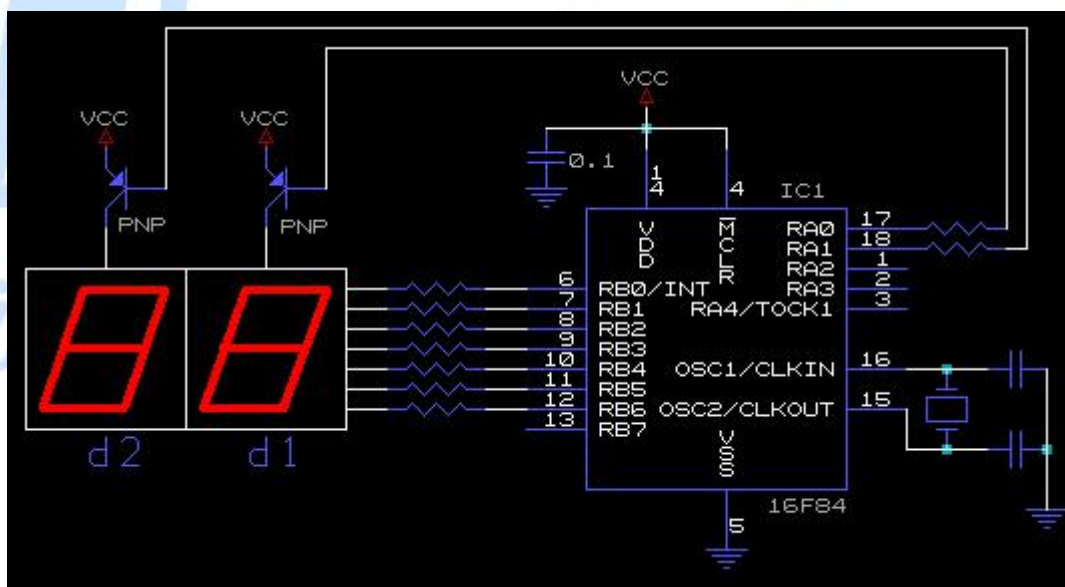 VCC
VCC
VCC
0.1
1
4
4
IC1
PNP
PNP
VDD
MCLR
RA0
17
RA1
18
RA2
1
RA3
2
RA4/TOCK1
3
6
RB0/INT
7
RB1
8
RB2
9
RB3
10
RB4
11
RB5
12
RB6
13
RB7
OSC1/CLKIN
16
OSC2/CLKOUT
15
VSS
d2
d1
16F84
5